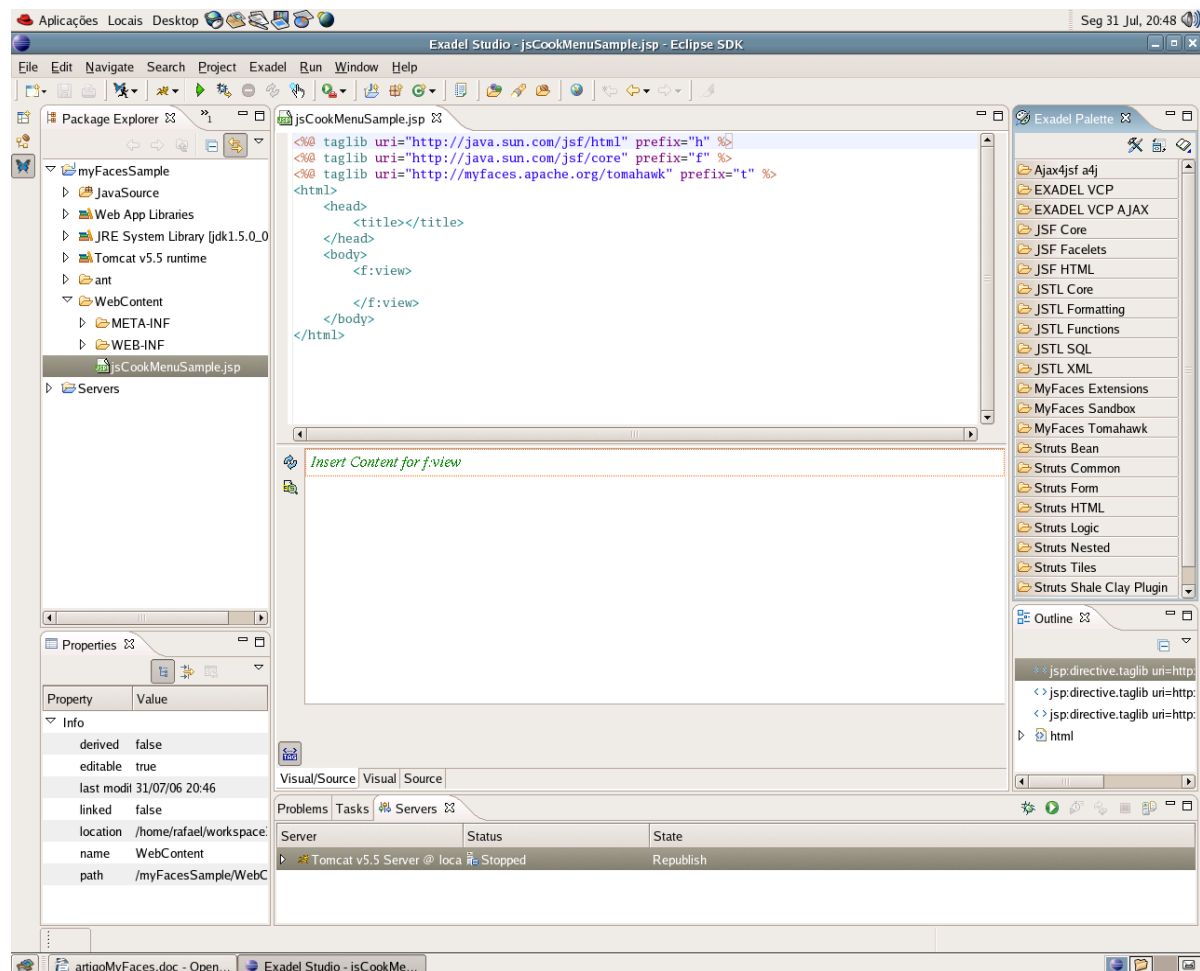 Aplicações Locais Desktop
Seg 31 Jul, 20:48
Exadel Studio - jsCookMenuSample.jsp - Eclipse SDK
File Edit Navigate Search Project Exadel Run Window Help
Package Explorer
»1
myFacesSample
JavaSource
Web App Libraries
JRE System Library [jdk1.5.0_0
Tomcat v5.5 runtime
ant
WebContent
META-INF
WEB-INF
jsCookMenuSample.jsp
Servers
jsCookMenuSample.jsp
<%@ taglib uri="http://java.sun.com/jsf/html" prefix="h" %>
<%@ taglib uri="http://java.sun.com/jsf/core" prefix="f" %>
<%@ taglib uri="http://myfaces.apache.org/tomahawk" prefix="t" %>
<html>
<head>
<title></title>
</head>
<body>
<f:view>
</f:view>
</body>
</html>
Insert Content for f:view
Visual/Source Visual Source
Exadel Palette
Ajax4jsf a4j
EXADEL VCP
EXADEL VCP AJAX
JSF Core
JSF Facelets
JSF HTML
JSTL Core
JSTL Formatting
JSTL Functions
JSTL SQL
JSTL XML
MyFaces Extensions
MyFaces Sandbox
MyFaces Tomahawk
Struts Bean
Struts Common
Struts Form
Struts HTML
Struts Logic
Struts Nested
Struts Tiles
Struts Shale Clay Plugin
Outline
jsp:directive.taglib uri=http:
jsp:directive.taglib uri=http:
jsp:directive.taglib uri=http:
html
Properties
Property Value
Info
derived false
editable true
last modif 31/07/06 20:46
linked false
location /home/rafael/workspace
name WebContent
path /myFacesSample/WebC
Problems Tasks Servers
Server Status State
Tomcat v5.5 Server @ loca Stopped Republish
artigoMyFaces.doc - Open...
Exadel Studio - jsCookMe...